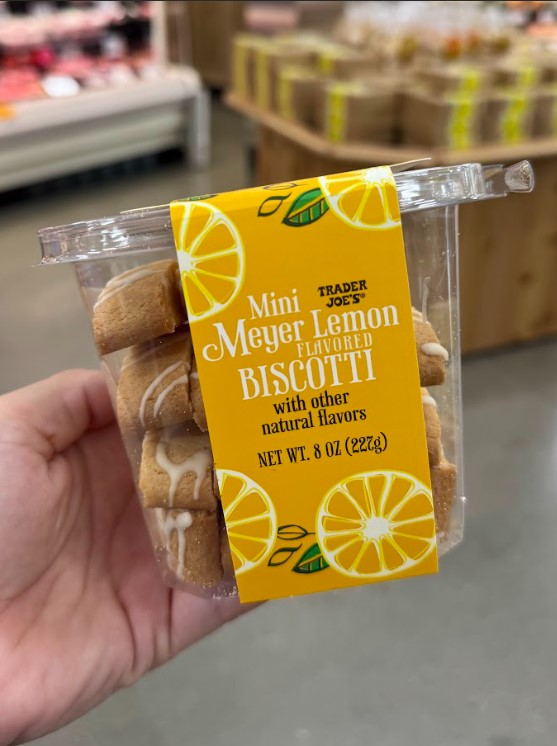 TRADER
JOE'S®
Mini
Meyer Lemon
FLAVORED
BISCOTTI
with other
natural flavors
NET WT. 8 OZ (227g)